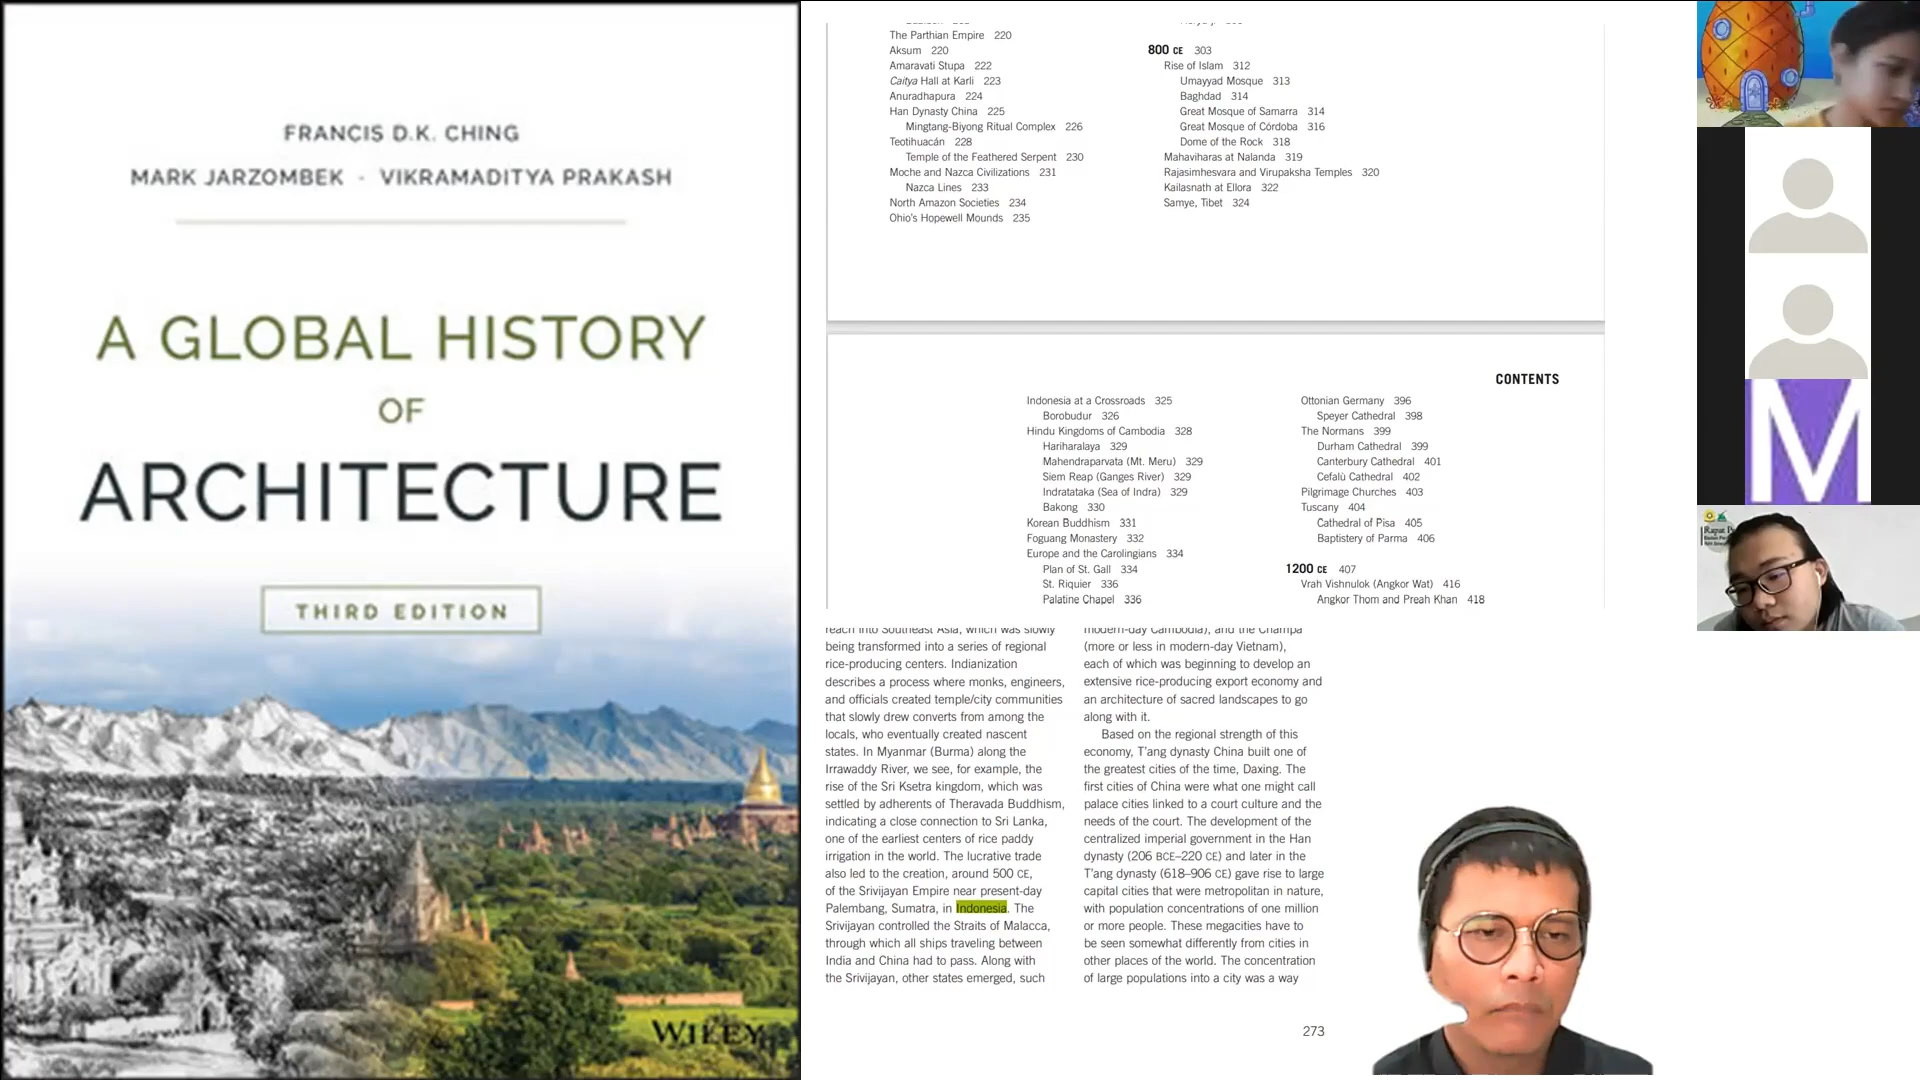 FRANCIS D.K. CHING
MARK JARZOMBEK · VIKRAMADITYA PRAKASH
A GLOBAL HISTORY
OF
ARCHITECTURE
THIRD EDITION
WILEY
The Parthian Empire 220
Aksum 220
Amaravati Stupa 222
Caitya Hall at Karli 223
Anuradhapura 224
Han Dynasty China 225
Mingtang-Biyong Ritual Complex 226
Teotihuacán 228
Temple of the Feathered Serpent 230
Moche and Nazca Civilizations 231
Nazca Lines 233
North Amazon Societies 234
Ohio's Hopewell Mounds 235
800 CE 303
Rise of Islam 312
Umayyad Mosque 313
Baghdad 314
Great Mosque of Samarra 314
Great Mosque of Córdoba 316
Dome of the Rock 318
Mahaviharas at Nalanda 319
Rajasimhesvara and Virupaksha Temples 320
Kailasnath at Ellora 322
Samye, Tibet 324
CONTENTS
Indonesia at a Crossroads 325
Borobudur 326
Hindu Kingdoms of Cambodia 328
Hariharalaya 329
Mahendraparvata (Mt. Meru) 329
Siem Reap (Ganges River) 329
Indratataka (Sea of Indra) 329
Bakong 330
Korean Buddhism 331
Foguang Monastery 332
Europe and the Carolingians 334
Plan of St. Gall 334
St. Riquier 336
Palatine Chapel 336
Ottonian Germany 396
Speyer Cathedral 398
The Normans 399
Durham Cathedral 399
Canterbury Cathedral 401
Cefalù Cathedral 402
Pilgrimage Churches 403
Tuscany 404
Cathedral of Pisa 405
Baptistery of Parma 406
1200 CE 407
Vrah Vishnulok (Angkor Wat) 416
Angkor Thom and Preah Khan 418
reach into Southeast Asia, which was slowly
being transformed into a series of regional
rice-producing centers. Indianization
describes a process where monks, engineers,
and officials created temple/city communities
that slowly drew converts from among the
locals, who eventually created nascent
states. In Myanmar (Burma) along the
Irrawaddy River, we see, for example, the
rise of the Sri Ksetra kingdom, which was
settled by adherents of Theravada Buddhism,
indicating a close connection to Sri Lanka,
one of the earliest centers of rice paddy
irrigation in the world. The lucrative trade
also led to the creation, around 500 CE,
of the Srivijayan Empire near present-day
Palembang, Sumatra, in Indonesia. The
Srivijayan controlled the Straits of Malacca,
through which all ships traveling between
India and China had to pass. Along with
the Srivijayan, other states emerged, such
modern-day Cambodia), and the Champa
(more or less in modern-day Vietnam),
each of which was beginning to develop an
extensive rice-producing export economy and
an architecture of sacred landscapes to go
along with it.
Based on the regional strength of this
economy, T'ang dynasty China built one of
the greatest cities of the time, Daxing. The
first cities of China were what one might call
palace cities linked to a court culture and the
needs of the court. The development of the
centralized imperial government in the Han
dynasty (206 BCE–220 CE) and later in the
T'ang dynasty (618–906 CE) gave rise to large
capital cities that were metropolitan in nature,
with population concentrations of one million
or more people. These megacities have to
be seen somewhat differently from cities in
other places of the world. The concentration
of large populations into a city was a way
273
M